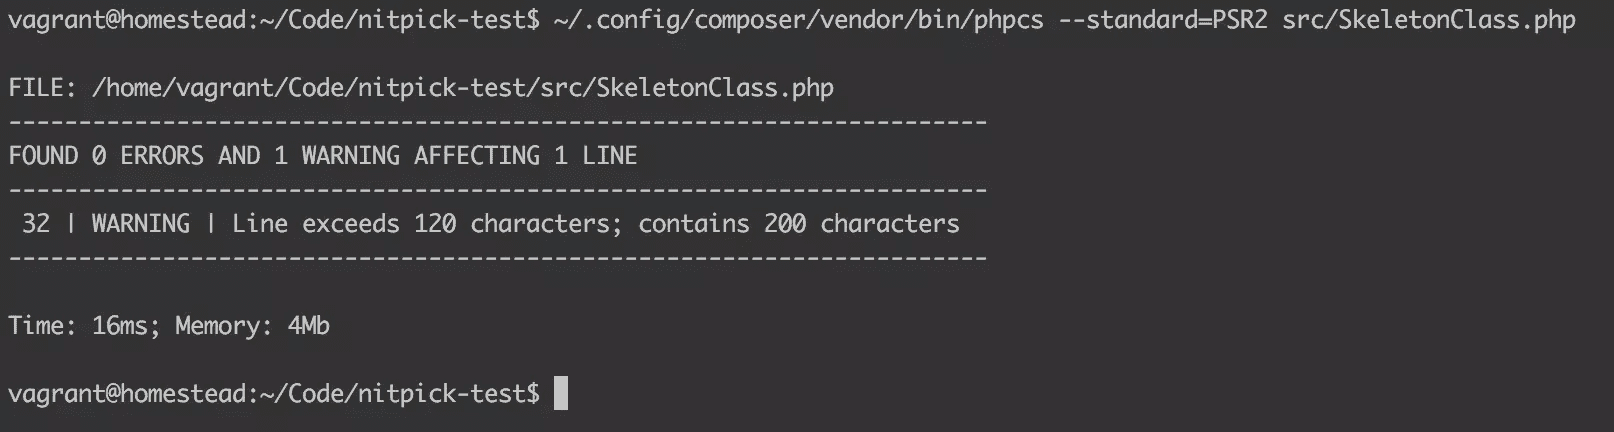 vagrant@homestead:~/Code/nitpick-test$ ~/.config/composer/vendor/bin/phpcs --standard=PSR2 src/SkeletonClass.php
FILE: /home/vagrant/Code/nitpick-test/src/SkeletonClass.php
----------------------------------------------------------------------
FOUND 0 ERRORS AND 1 WARNING AFFECTING 1 LINE
----------------------------------------------------------------------
 32 | WARNING | Line exceeds 120 characters; contains 200 characters
----------------------------------------------------------------------
Time: 16ms; Memory: 4Mb
vagrant@homestead:~/Code/nitpick-test$